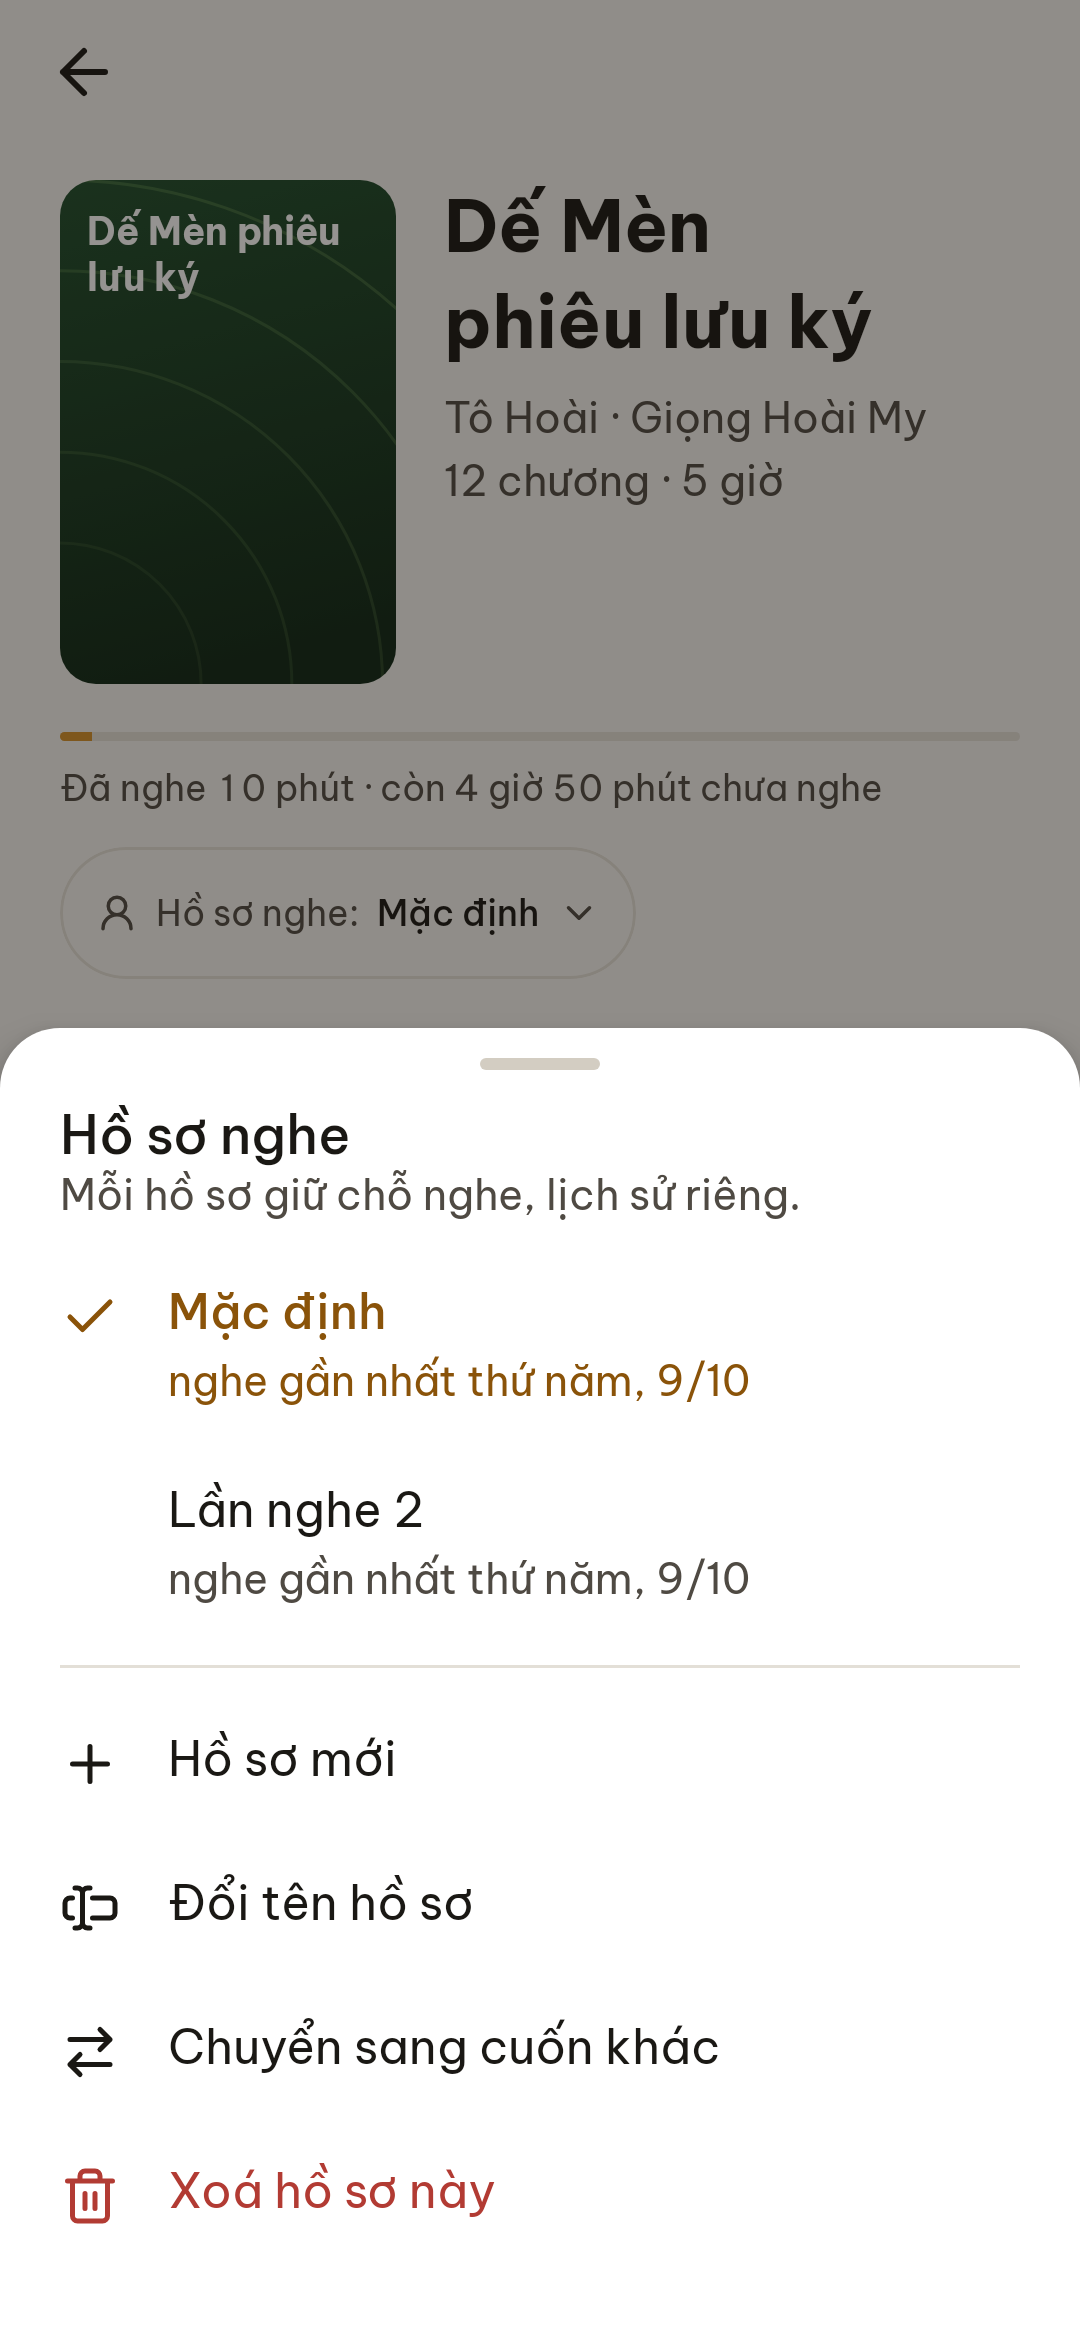 Dế Mèn phiêu
lưu ký
Dế Mèn
phiêu lưu ký
Tô Hoài · Giọng Hoài My
12 chương · 5 giờ
Đã nghe 10 phút · còn 4 giờ 50 phút chưa nghe
Hồ sơ nghe: Mặc định
Hồ sơ nghe
Mỗi hồ sơ giữ chỗ nghe, lịch sử riêng.
Mặc định
nghe gần nhất thứ năm, 9/10
Lần nghe 2
nghe gần nhất thứ năm, 9/10
Hồ sơ mới
Đổi tên hồ sơ
Chuyển sang cuốn khác
Xoá hồ sơ này